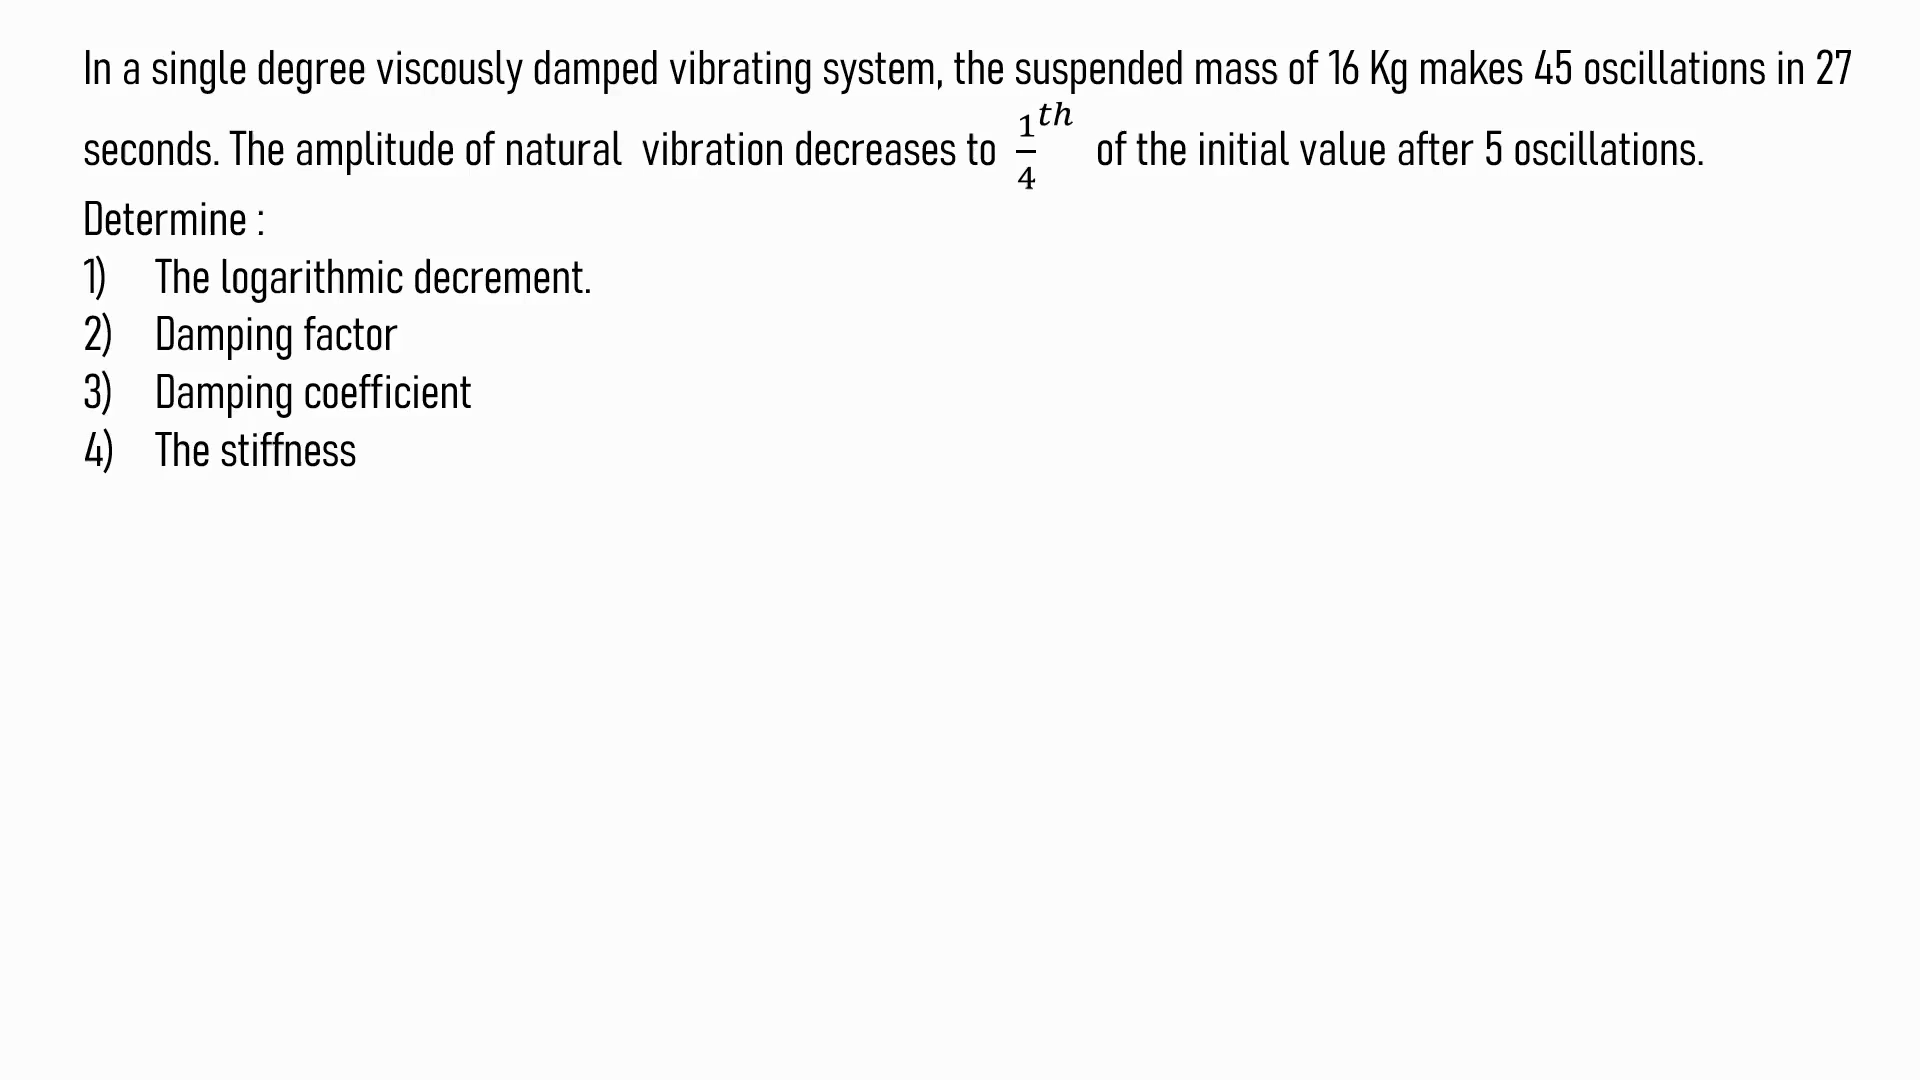 In a single degree viscously damped vibrating system, the suspended mass of 16 Kg makes 45 oscillations in 27
seconds. The amplitude of natural vibration decreases to 1/4^th of the initial value after 5 oscillations.
Determine :
1) The logarithmic decrement.
2) Damping factor
3) Damping coefficient
4) The stiffness